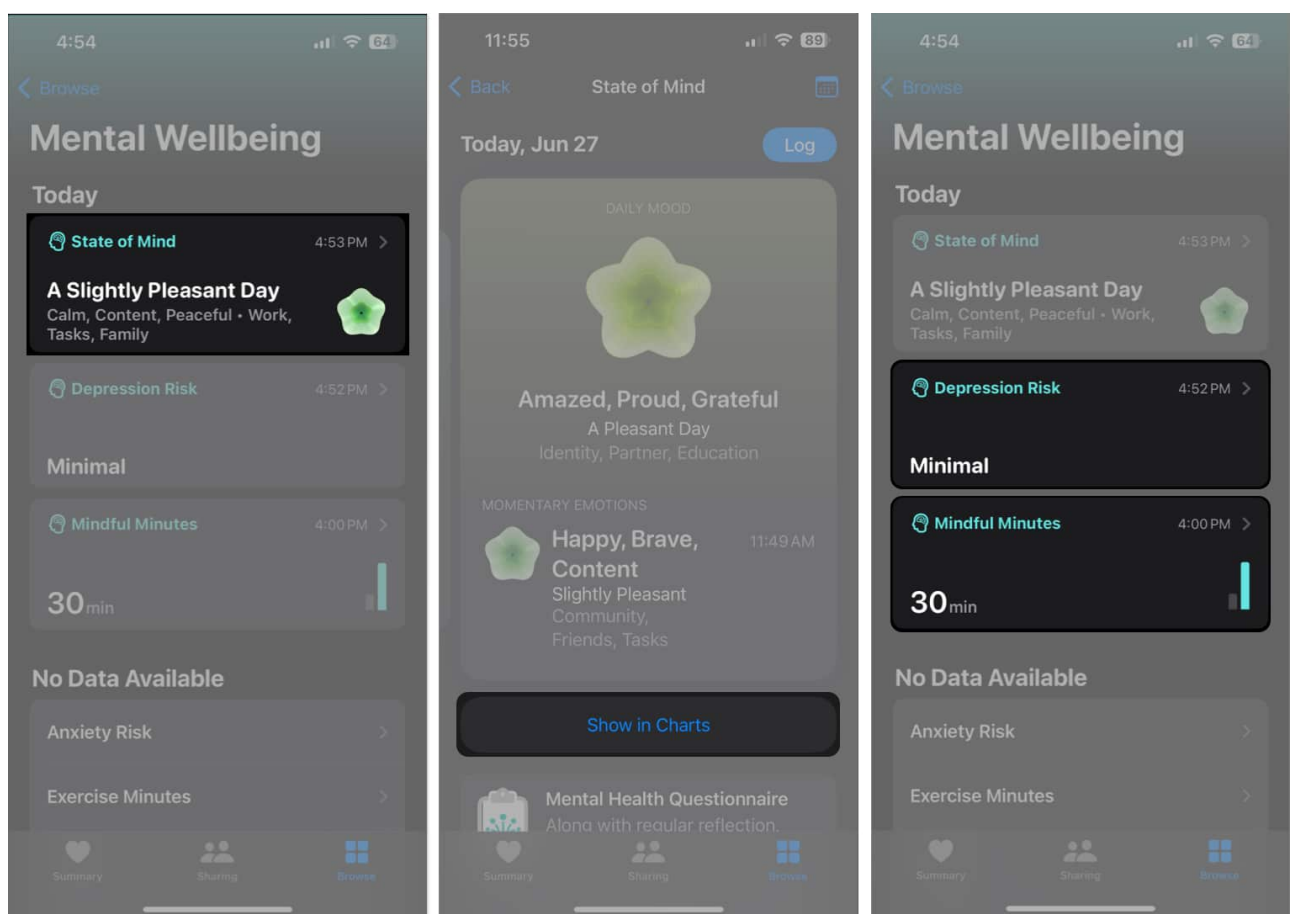 4:54
64
Browse
Mental Wellbeing
Today
State of Mind
4:53 PM
A Slightly Pleasant Day
Calm, Content, Peaceful • Work,
Tasks, Family
Depression Risk
4:52 PM
Minimal
Mindful Minutes
4:00 PM
30 min
No Data Available
Anxiety Risk
Exercise Minutes
Summary
Sharing
Browse
11:55
89
Back
State of Mind
Today, Jun 27
Log
DAILY MOOD
Amazed, Proud, Grateful
A Pleasant Day
Identity, Partner, Education
MOMENTARY EMOTIONS
Happy, Brave,
11:49 AM
Content
Slightly Pleasant
Community,
Friends, Tasks
Show in Charts
Mental Health Questionnaire
Along with regular reflection,
Summary
Sharing
Browse
4:54
64
Browse
Mental Wellbeing
Today
State of Mind
4:53 PM
A Slightly Pleasant Day
Calm, Content, Peaceful • Work,
Tasks, Family
Depression Risk
4:52 PM
Minimal
Mindful Minutes
4:00 PM
30 min
No Data Available
Anxiety Risk
Exercise Minutes
Summary
Sharing
Browse